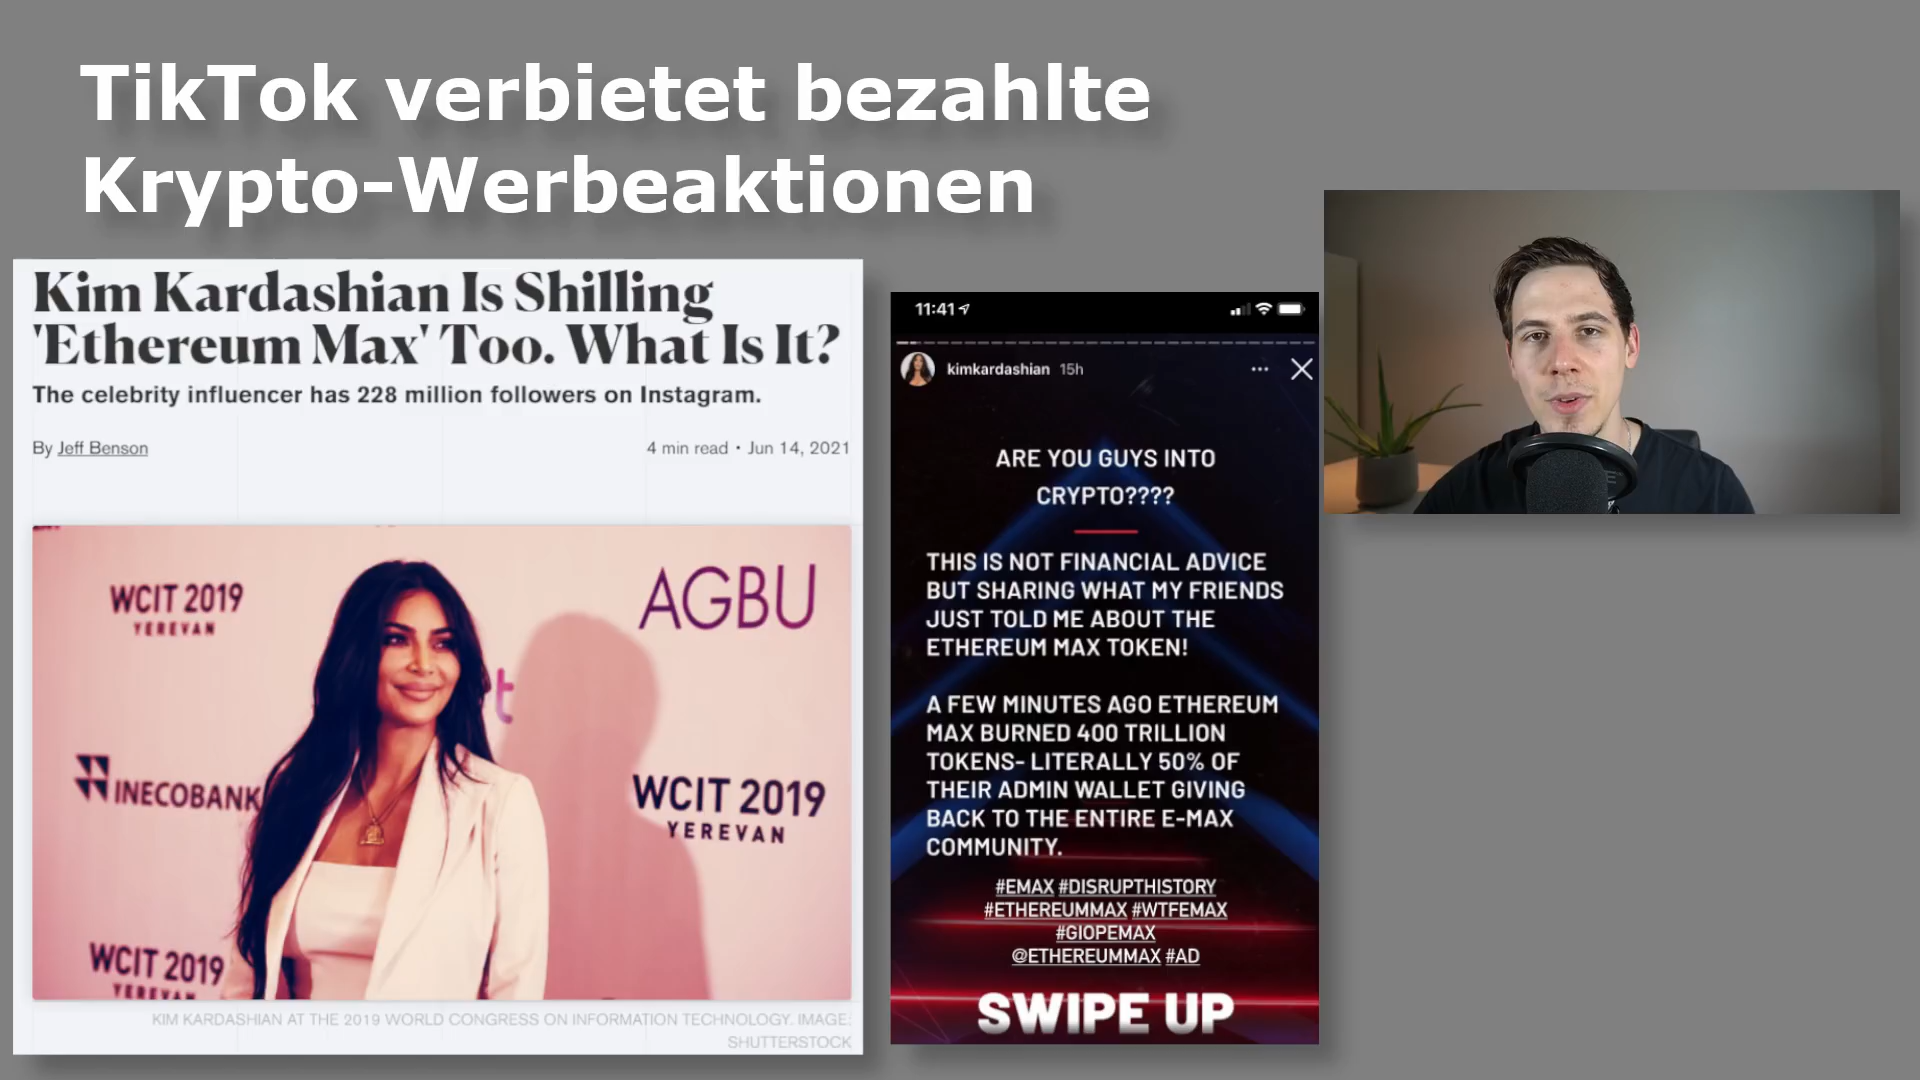 TikTok verbietet bezahlte
Krypto-Werbeaktionen
Kim Kardashian Is Shilling
'Ethereum Max' Too. What Is It?
The celebrity influencer has 228 million followers on Instagram.
By Jeff Benson
4 min read • Jun 14, 2021
WCIT 2019
YEREVAN
AGBU
t
INECOBANK
WCIT 2019
YEREVAN
WCIT 2019
YEREVAN
KIM KARDASHIAN AT THE 2019 WORLD CONGRESS ON INFORMATION TECHNOLOGY. IMAGE:
SHUTTERSTOCK
11:41
kimkardashian 15h
ARE YOU GUYS INTO
CRYPTO????
THIS IS NOT FINANCIAL ADVICE
BUT SHARING WHAT MY FRIENDS
JUST TOLD ME ABOUT THE
ETHEREUM MAX TOKEN!
A FEW MINUTES AGO ETHEREUM
MAX BURNED 400 TRILLION
TOKENS- LITERALLY 50% OF
THEIR ADMIN WALLET GIVING
BACK TO THE ENTIRE E-MAX
COMMUNITY.
#EMAX #DISRUPTHISTORY
#ETHEREUMMAX #WTFEMAX
#GIOPEMAX
@ETHEREUMMAX #AD
SWIPE UP